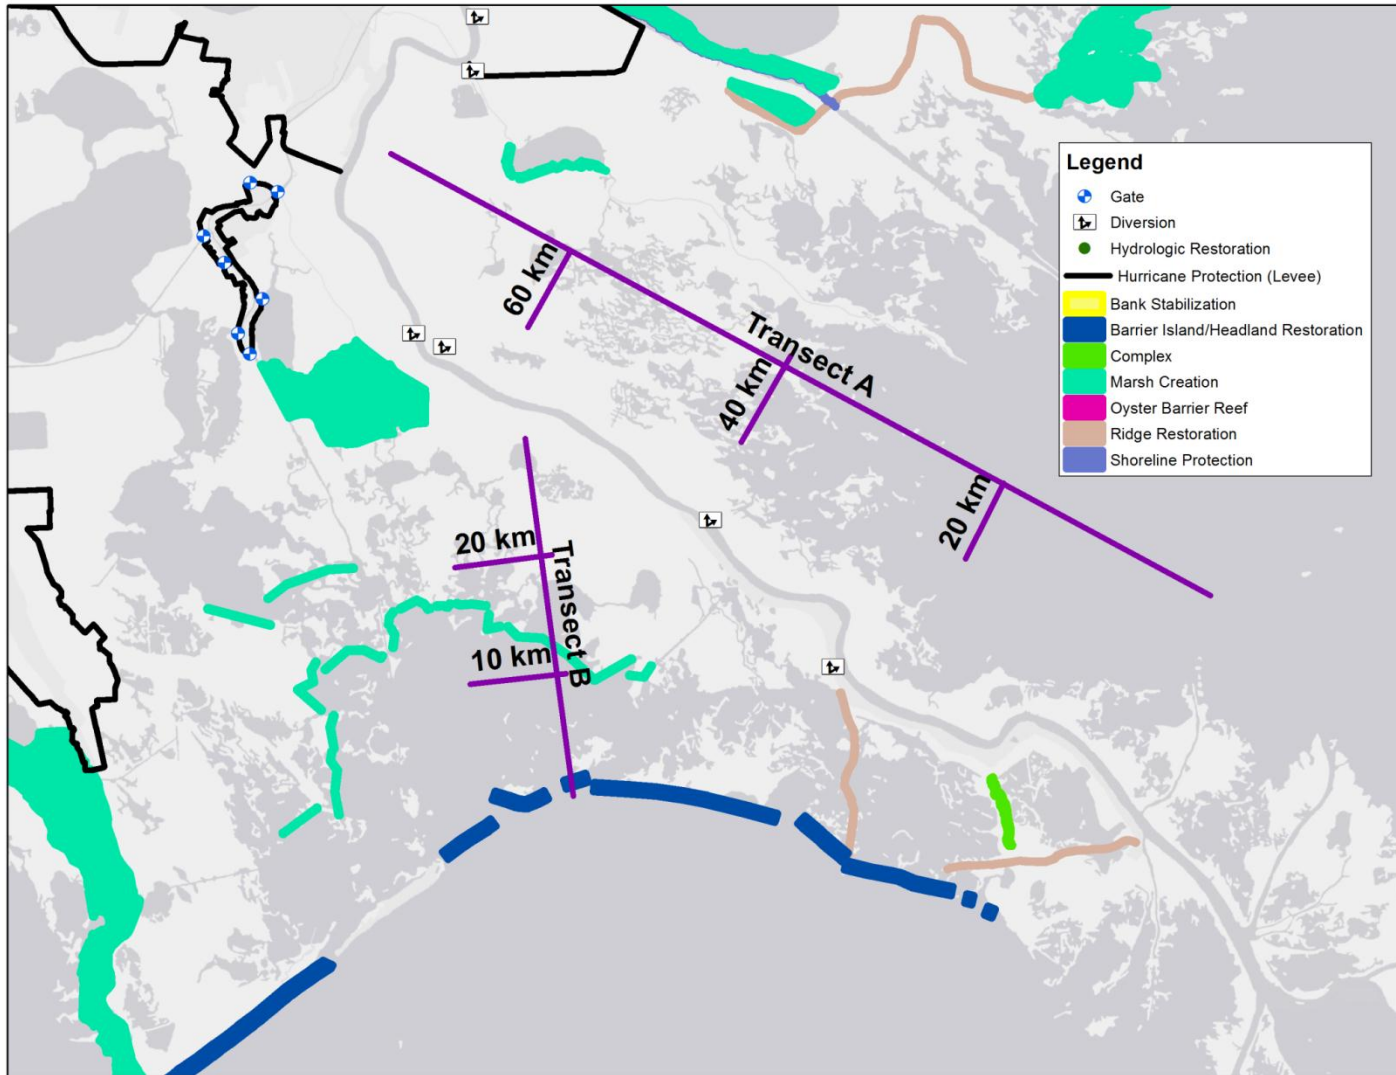 Legend
Gate
Diversion
Hydrologic Restoration
Hurricane Protection (Levee)
Bank Stabilization
Barrier Island/Headland Restoration
Complex
Marsh Creation
Oyster Barrier Reef
Ridge Restoration
Shoreline Protection
60 km
Transect A
40 km
20 km
20 km
Transect B
10 km